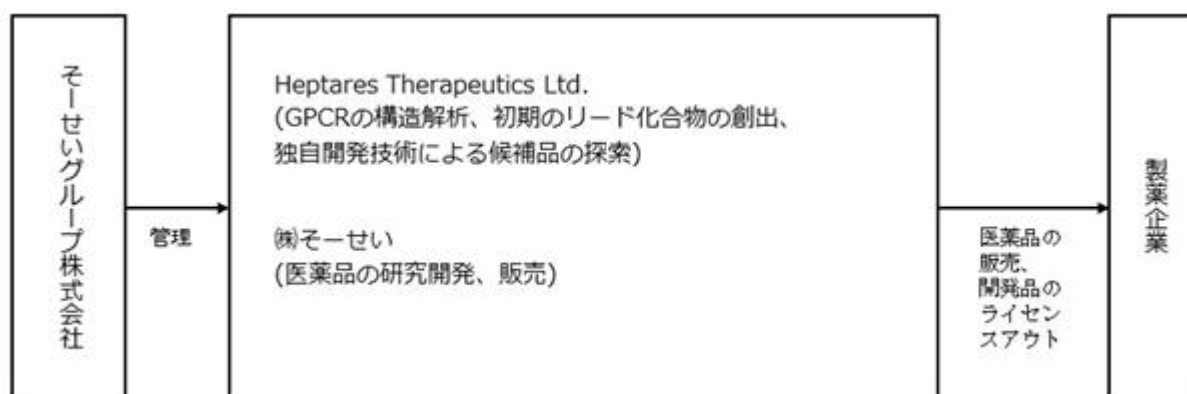 そーせいグループ株式会社
管理
Heptares Therapeutics Ltd.
(GPCRの構造解析、初期のリード化合物の創出、
独自開発技術による候補品の探索)
㈱そーせい
(医薬品の研究開発、販売)
医薬品の
販売、
開発品の
ライセン
スアウト
製薬企業